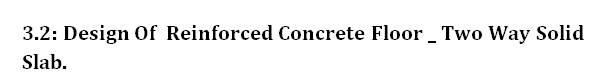 3.2: Design Of Reinforced Concrete Floor _ Two Way Solid
Slab.